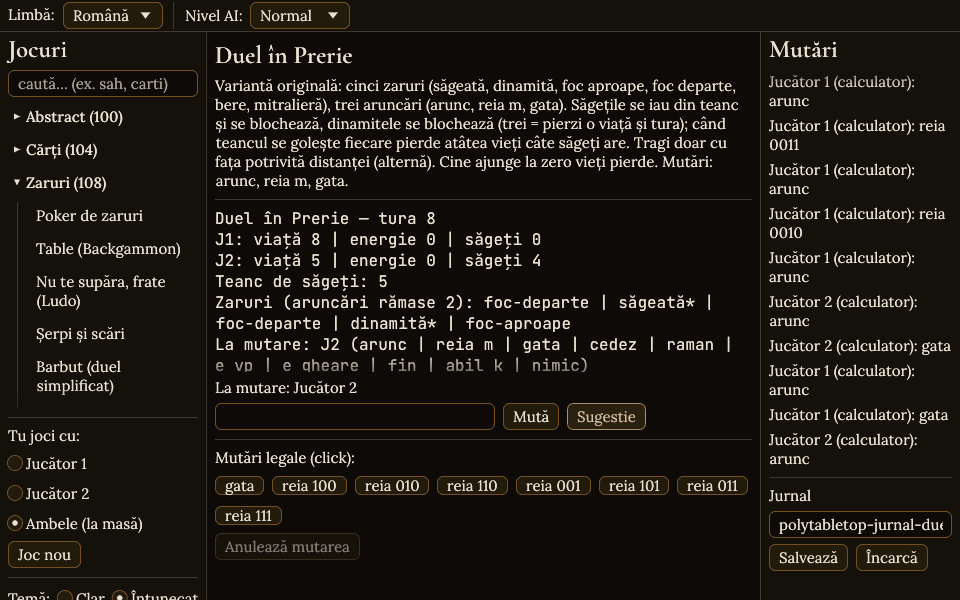 Limbă:
Română
Nivel AI:
Normal
Jocuri
caută... (ex. sah, carti)
Abstract (100)
Cărți (104)
Zaruri (108)
Poker de zaruri
Table (Backgammon)
Nu te supăra, frate
(Ludo)
Șerpi și scări
Barbut (duel
simplificat)
Tu joci cu:
Jucător 1
Jucător 2
Ambele (la masă)
Joc nou
Temă:
Clar
Întunecat
Duel în Prerie
Variantă originală: cinci zaruri (săgeată, dinamită, foc aproape, foc departe,
bere, mitralieră), trei aruncări (arunc, reia m, gata). Săgețile se iau din teanc
și se blochează, dinamitele se blochează (trei = pierzi o viață și tura); când
teancul se golește fiecare pierde atâtea vieți câte săgeți are. Tragi doar cu
fața potrivită distanței (alternă). Cine ajunge la zero vieți pierde. Mutări:
arunc, reia m, gata.
Duel în Prerie — tura 8
J1: viață 8 | energie 0 | săgeți 0
J2: viață 5 | energie 0 | săgeți 4
Teanc de săgeți: 5
Zaruri (aruncări rămase 2): foc-departe | săgeată* |
foc-departe | dinamită* | foc-aproape
La mutare: J2 (arunc | reia m | gata | cedez | raman |
e vp | e gheare | fin | abil k | nimic)
La mutare: Jucător 2
Mută
Sugestie
Mutări legale (click):
gata
reia 100
reia 010
reia 110
reia 001
reia 101
reia 011
reia 111
Anulează mutarea
Mutări
Jucător 1 (calculator):
arunc
Jucător 1 (calculator): reia
0011
Jucător 1 (calculator):
arunc
Jucător 1 (calculator): reia
0010
Jucător 1 (calculator):
arunc
Jucător 2 (calculator):
arunc
Jucător 2 (calculator): gata
Jucător 1 (calculator):
arunc
Jucător 1 (calculator): gata
Jucător 2 (calculator):
arunc
Jurnal
polytabletop-jurnal-due
Salvează
Încarcă